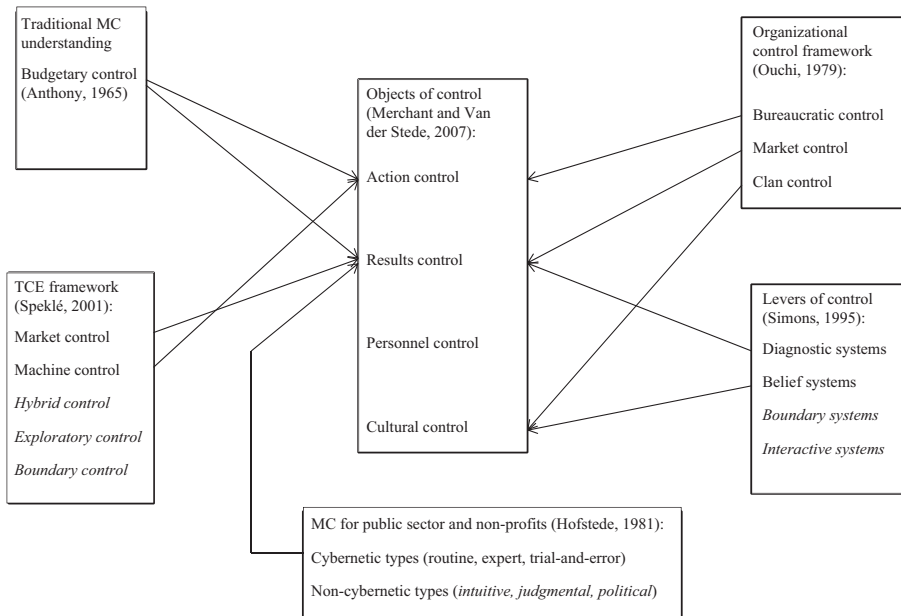 Traditional MC
understanding
Budgetary control
(Anthony, 1965)
Objects of control
(Merchant and Van
der Stede, 2007):
Action control
Results control
Personnel control
Cultural control
Organizational
control framework
(Ouchi, 1979):
Bureaucratic control
Market control
Clan control
TCE framework
(Speklé, 2001):
Market control
Machine control
Hybrid control
Exploratory control
Boundary control
Levers of control
(Simons, 1995):
Diagnostic systems
Belief systems
Boundary systems
Interactive systems
MC for public sector and non-profits (Hofstede, 1981):
Cybernetic types (routine, expert, trial-and-error)
Non-cybernetic types (intuitive, judgmental, political)